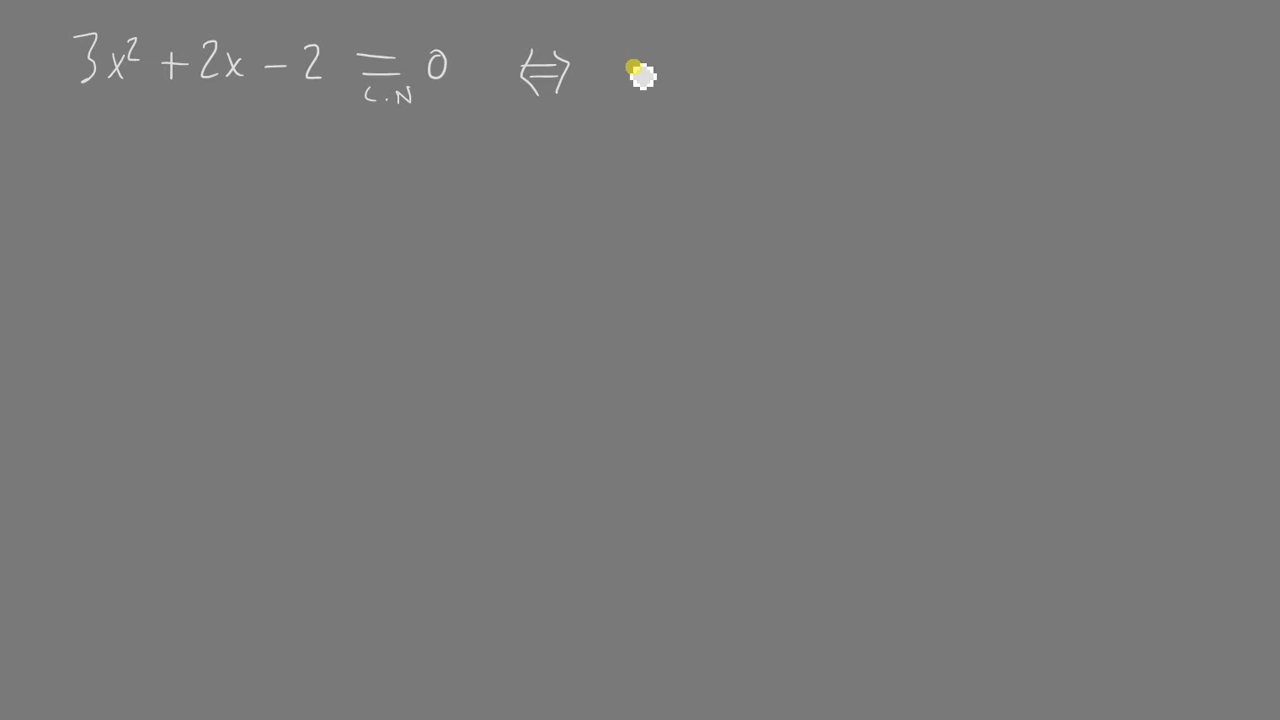 3x² + 2x - 2 = 0 ⇔
C.N